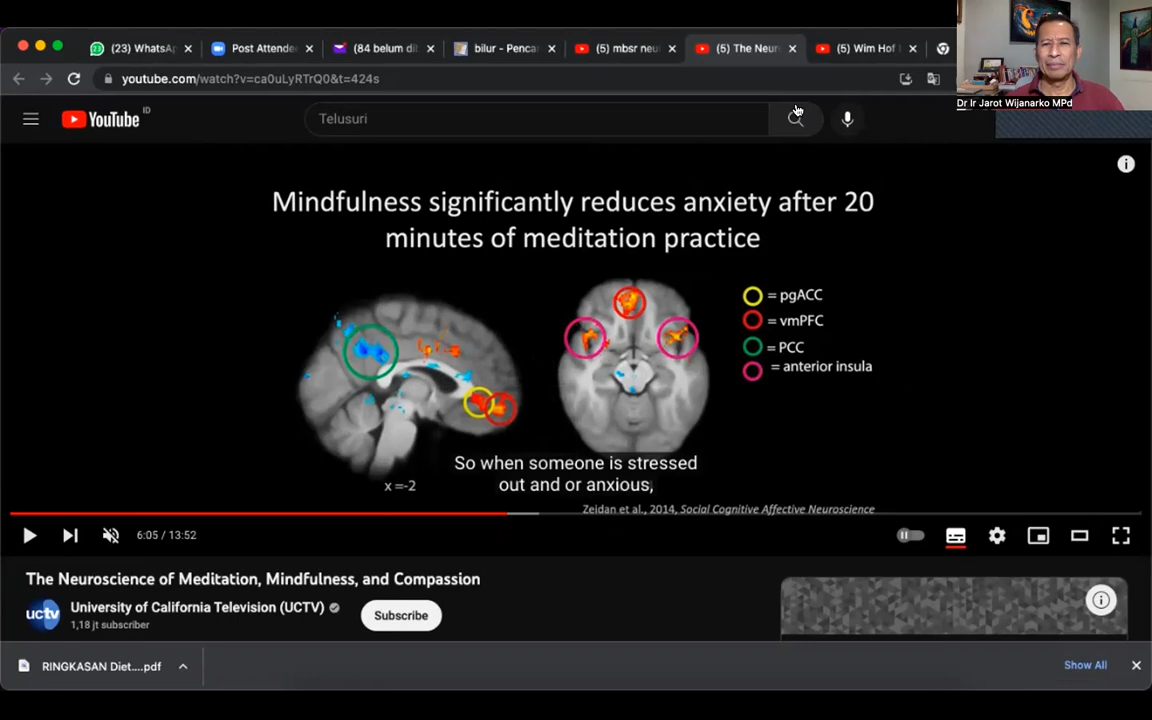 (23) WhatsA
Post Attende
(84 belum di
bilur - Pencar
(5) mbsr neu
(5) The Neur
(5) Wim Hof
youtube.com/watch?v=ca0uLyRTrQ0&t=424s
Dr Ir Jarot Wijanarko MPd
YouTube ID
Telusuri
Mindfulness significantly reduces anxiety after 20
minutes of meditation practice
= pgACC
= vmPFC
= PCC
= anterior insula
So when someone is stressed
out and or anxious,
x =-2
Zeidan et al., 2014, Social Cognitive Affective Neuroscience
6:05 / 13:52
The Neuroscience of Meditation, Mindfulness, and Compassion
uctv
University of California Television (UCTV)
1,18 jt subscriber
Subscribe
RINGKASAN Diet....pdf
Show All